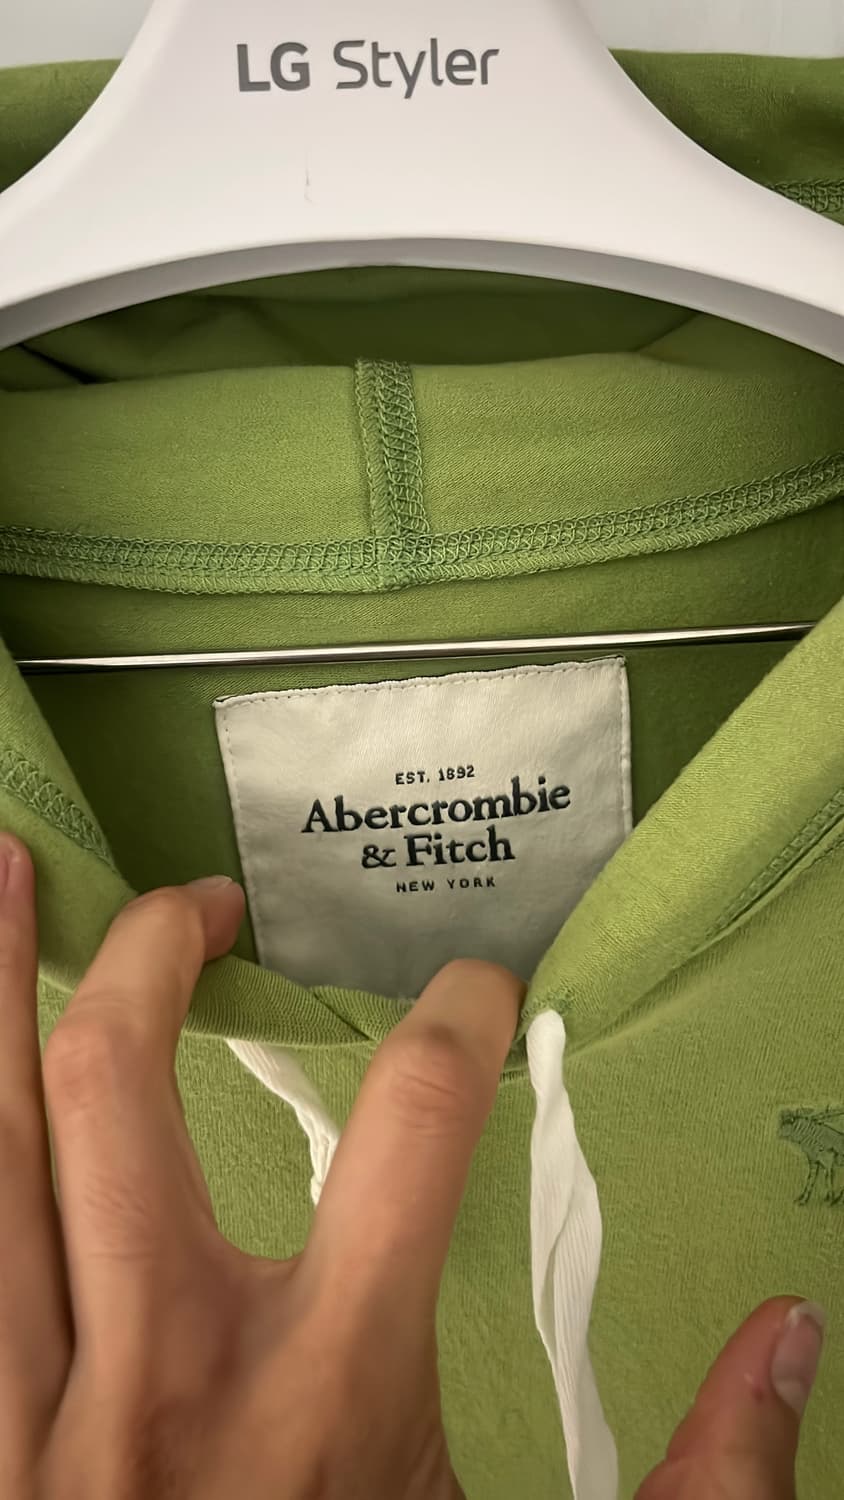 LG Styler
EST. 1892
Abercrombie
& Fitch
NEW YORK